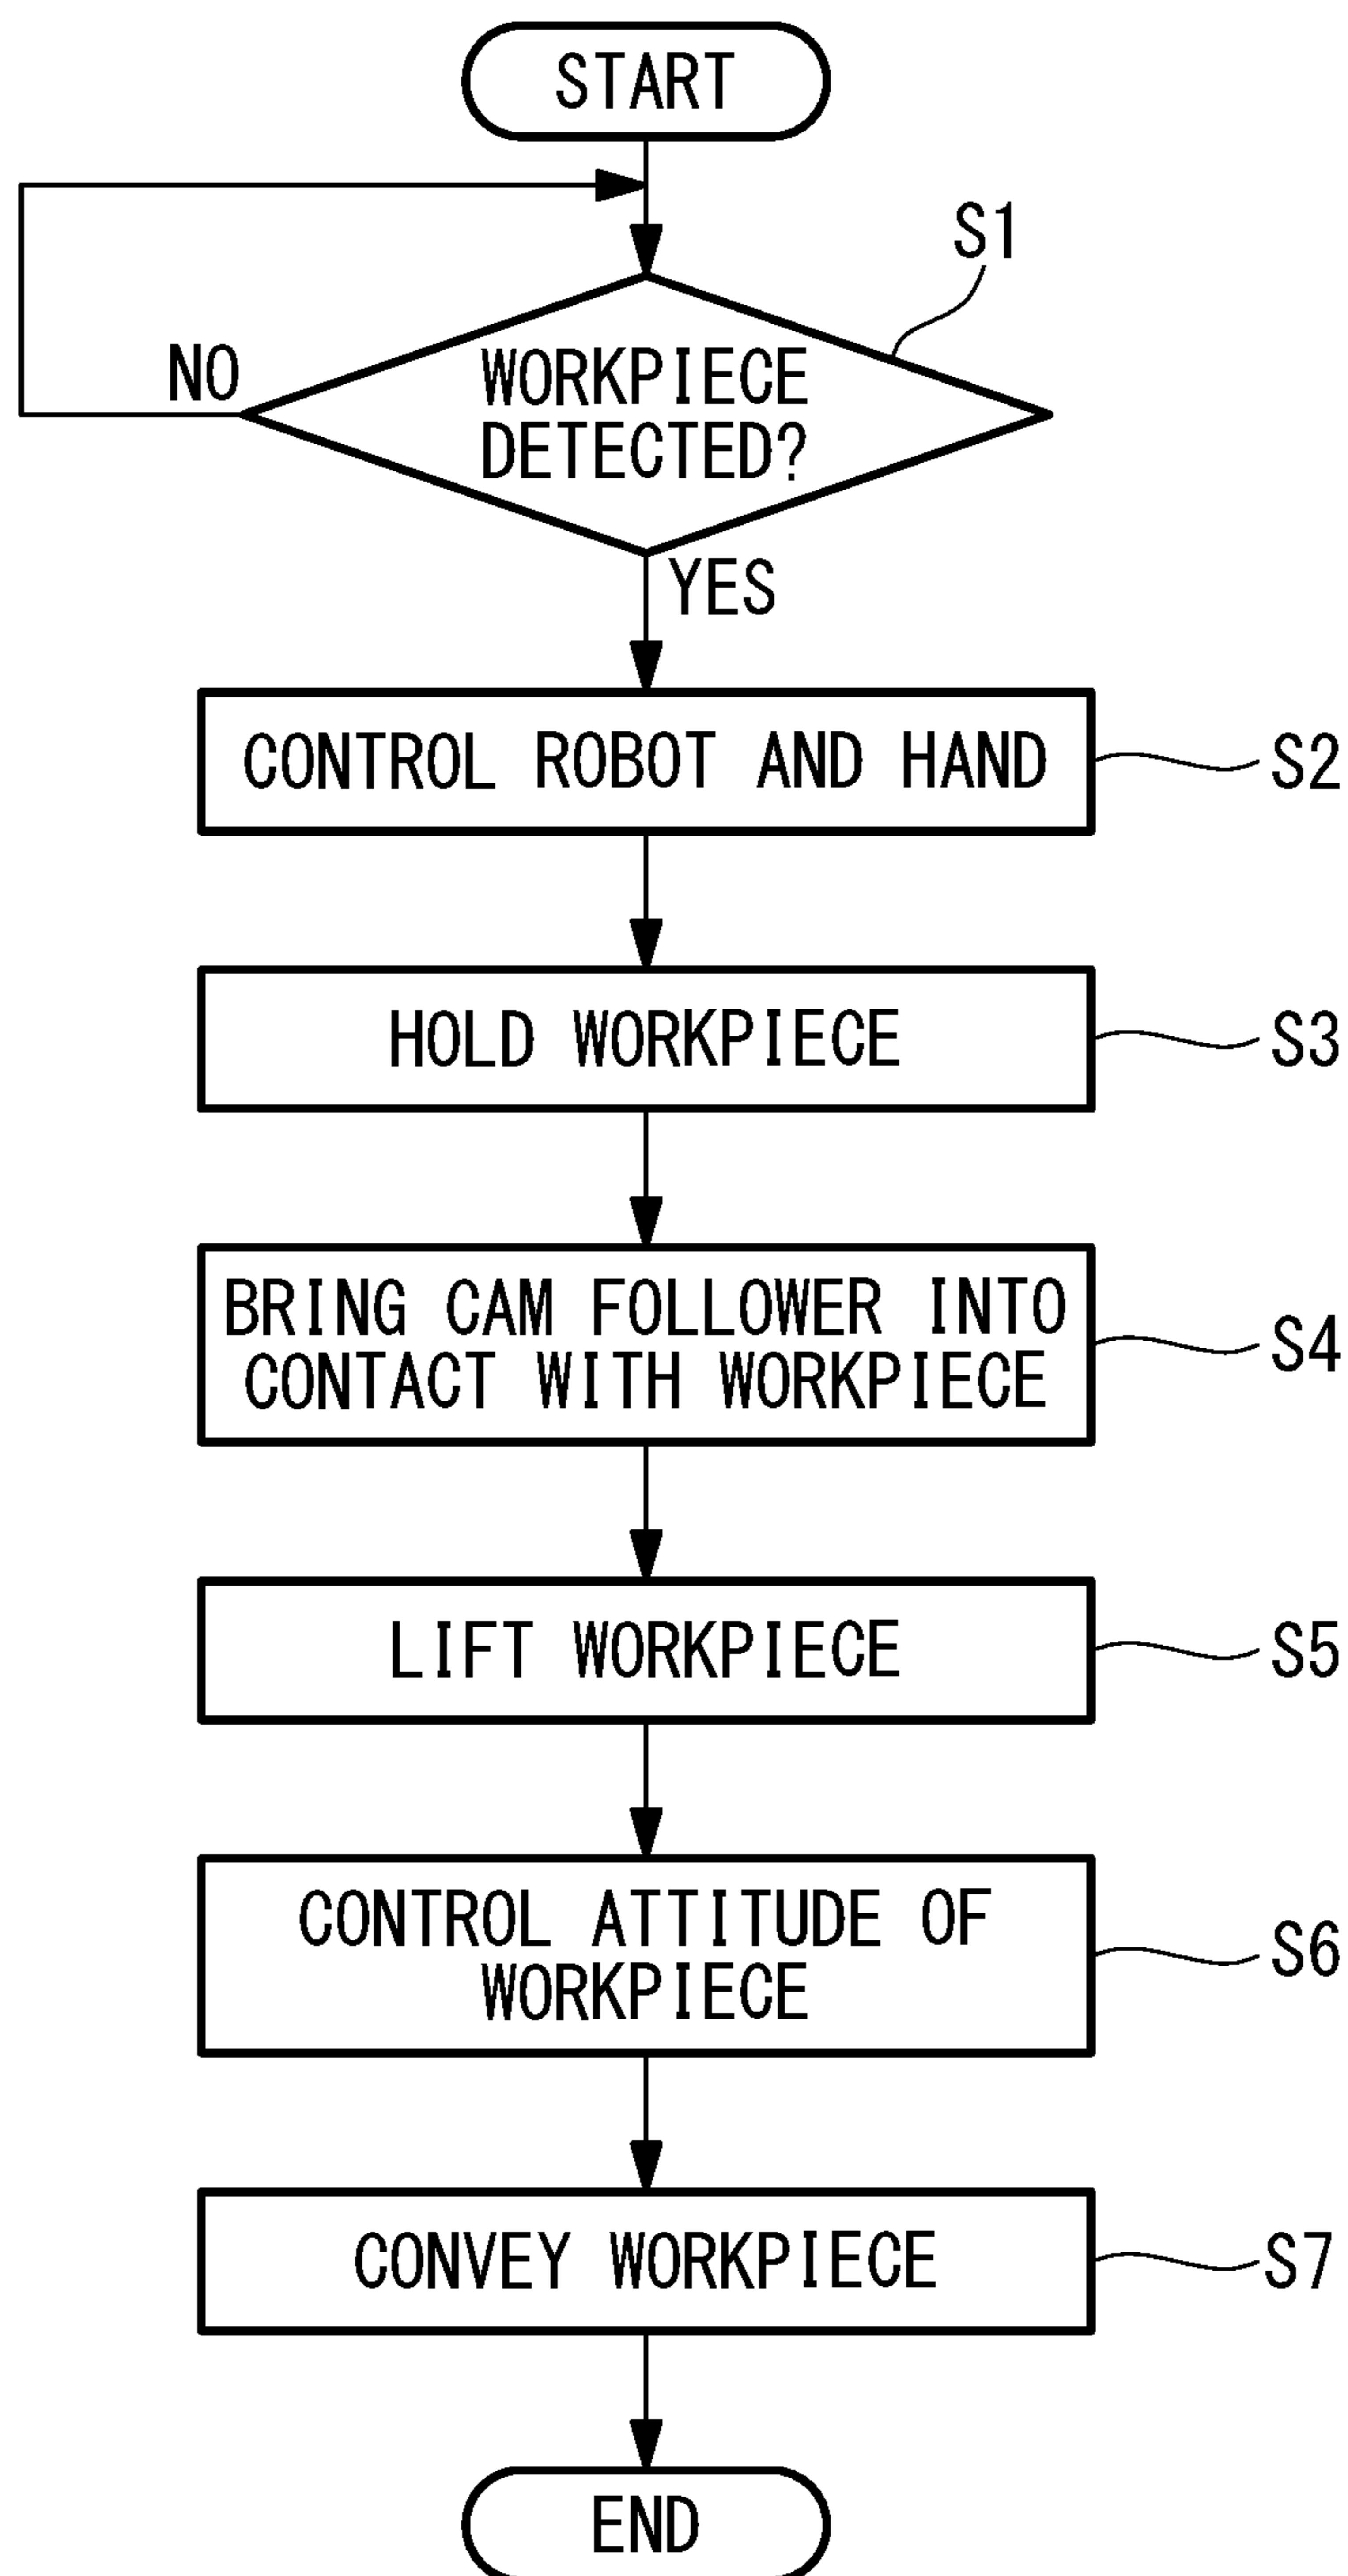 START
S1
WORKPIECE
DETECTED?
NO
YES
CONTROL ROBOT AND HAND
S2
HOLD WORKPIECE
S3
BRING CAM FOLLOWER INTO
CONTACT WITH WORKPIECE
S4
LIFT WORKPIECE
S5
CONTROL ATTITUDE OF
WORKPIECE
S6
CONVEY WORKPIECE
S7
END